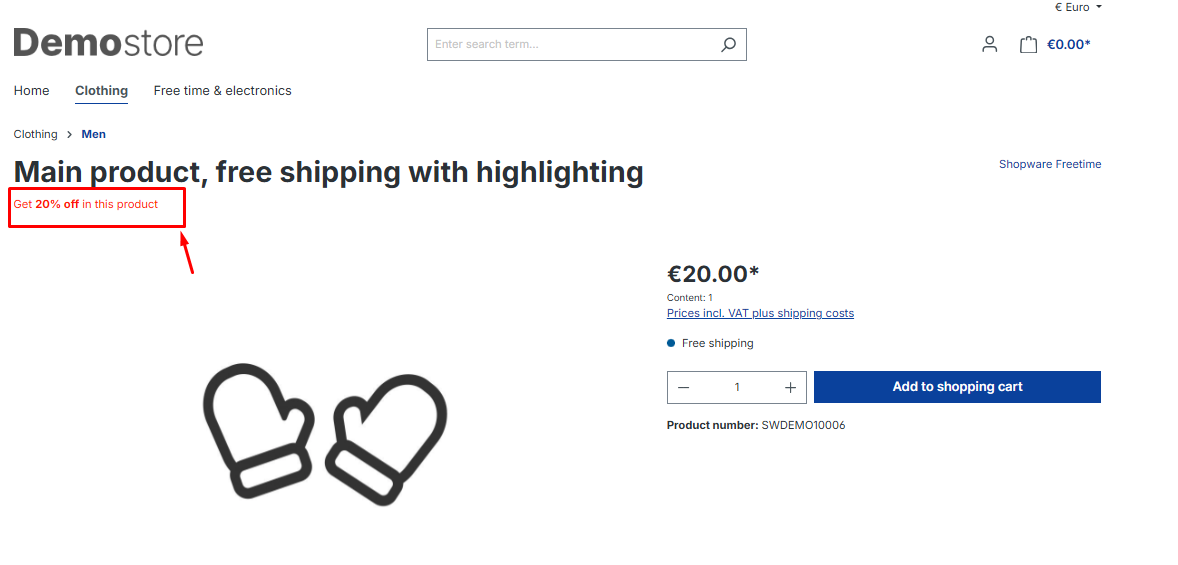 € Euro
Demostore
Enter search term...
€0.00*
Home Clothing Free time & electronics
Clothing > Men
Main product, free shipping with highlighting
Shopware Freetime
Get 20% off in this product
€20.00*
Content: 1
Prices incl. VAT plus shipping costs
Free shipping
1
Add to shopping cart
Product number: SWDEMO10006